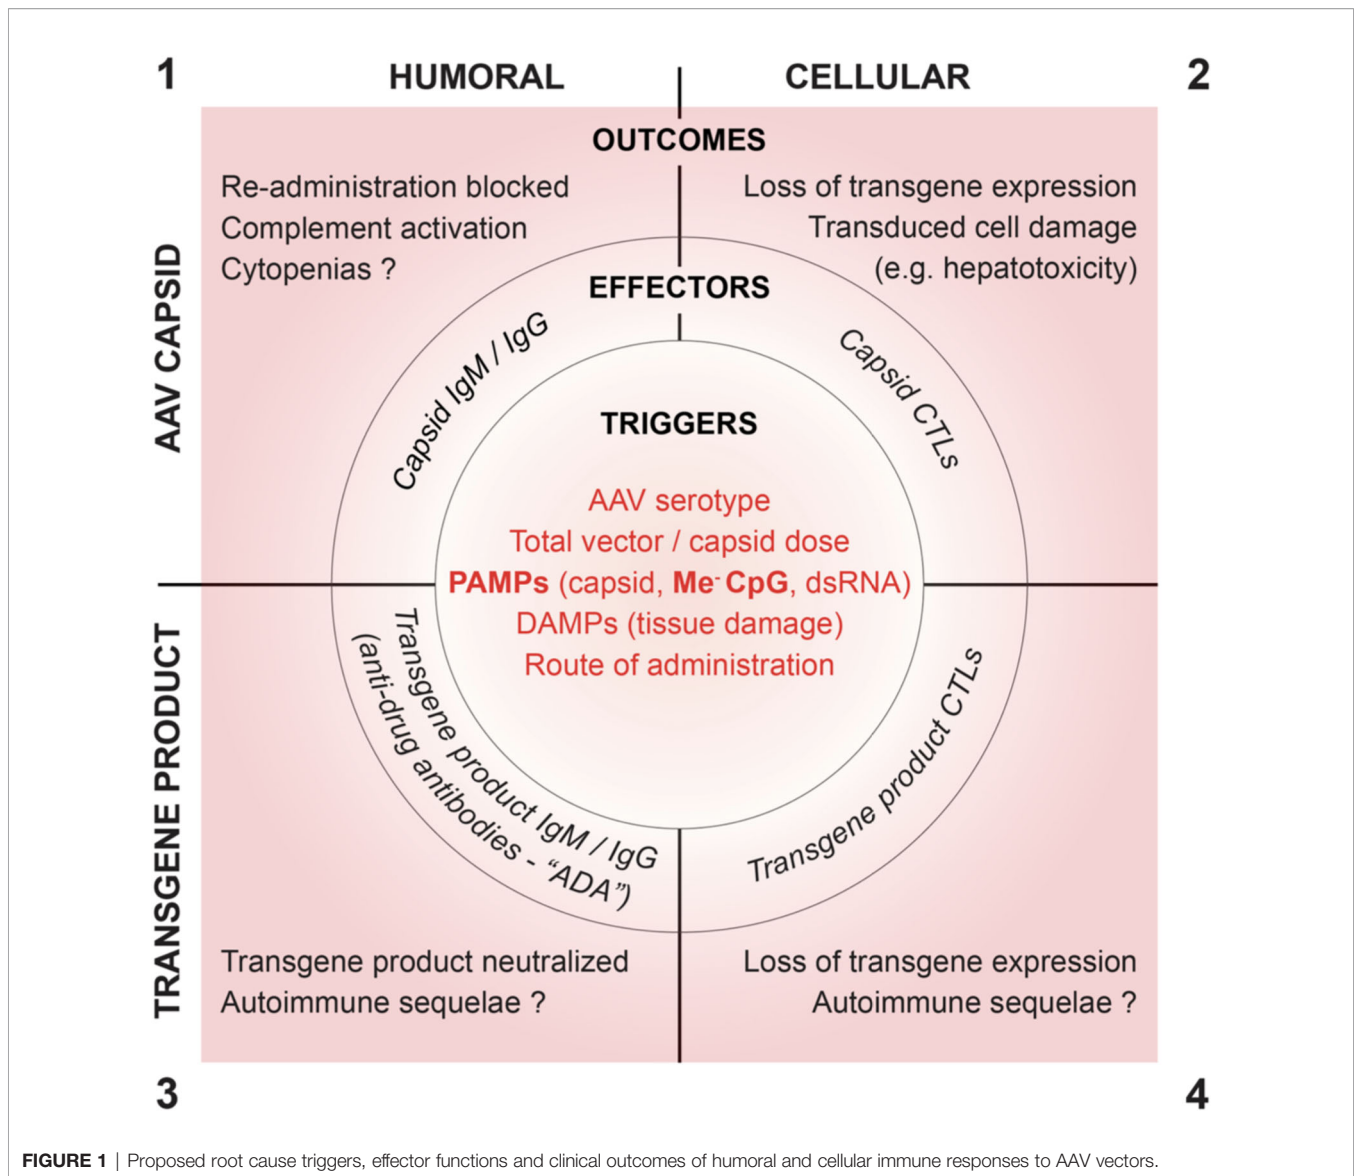 1
HUMORAL
CELLULAR
2
OUTCOMES
Re-administration blocked
Complement activation
Cytopenias ?
Loss of transgene expression
Transduced cell damage
(e.g. hepatotoxicity)
AAV CAPSID
EFFECTORS
Capsid IgM / IgG
Capsid CTLs
TRIGGERS
AAV serotype
Total vector / capsid dose
PAMPs (capsid, Me- CpG, dsRNA)
DAMPs (tissue damage)
Route of administration
TRANSGENE PRODUCT
Transgene product IgM / IgG
(anti-drug antibodies - “ADA”)
Transgene product CTLs
Transgene product neutralized
Autoimmune sequelae ?
Loss of transgene expression
Autoimmune sequelae ?
3
4
FIGURE 1 | Proposed root cause triggers, effector functions and clinical outcomes of humoral and cellular immune responses to AAV vectors.